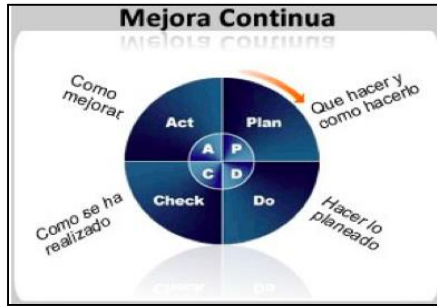 Mejora Continua
Como
mejorar
Que hacer y
como hacerlo
Act
Plan
A
P
C
D
Check
Do
Como se ha
realizado
Hacer lo
planeado